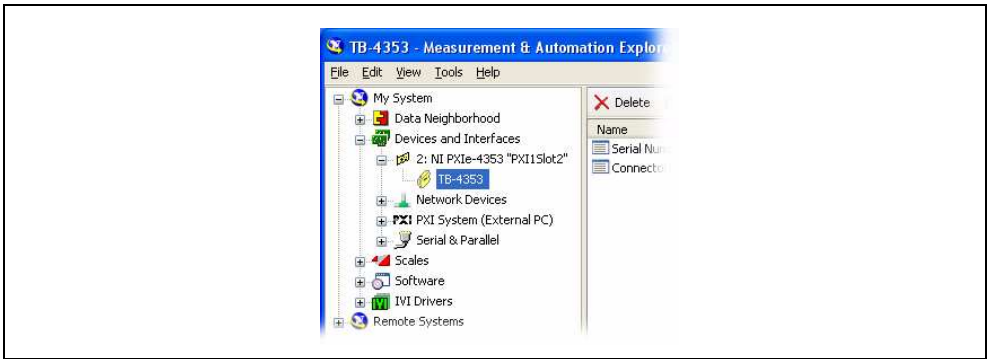 TB-4353 - Measurement & Automation Explor
File Edit View Tools Help
My System
Data Neighborhood
Devices and Interfaces
2: NI PXIe-4353 "PXI1Slot2"
TB-4353
Network Devices
PXI PXI System (External PC)
Serial & Parallel
Scales
Software
IVI IVI Drivers
Remote Systems
Delete
Name
Serial Num
Connecto